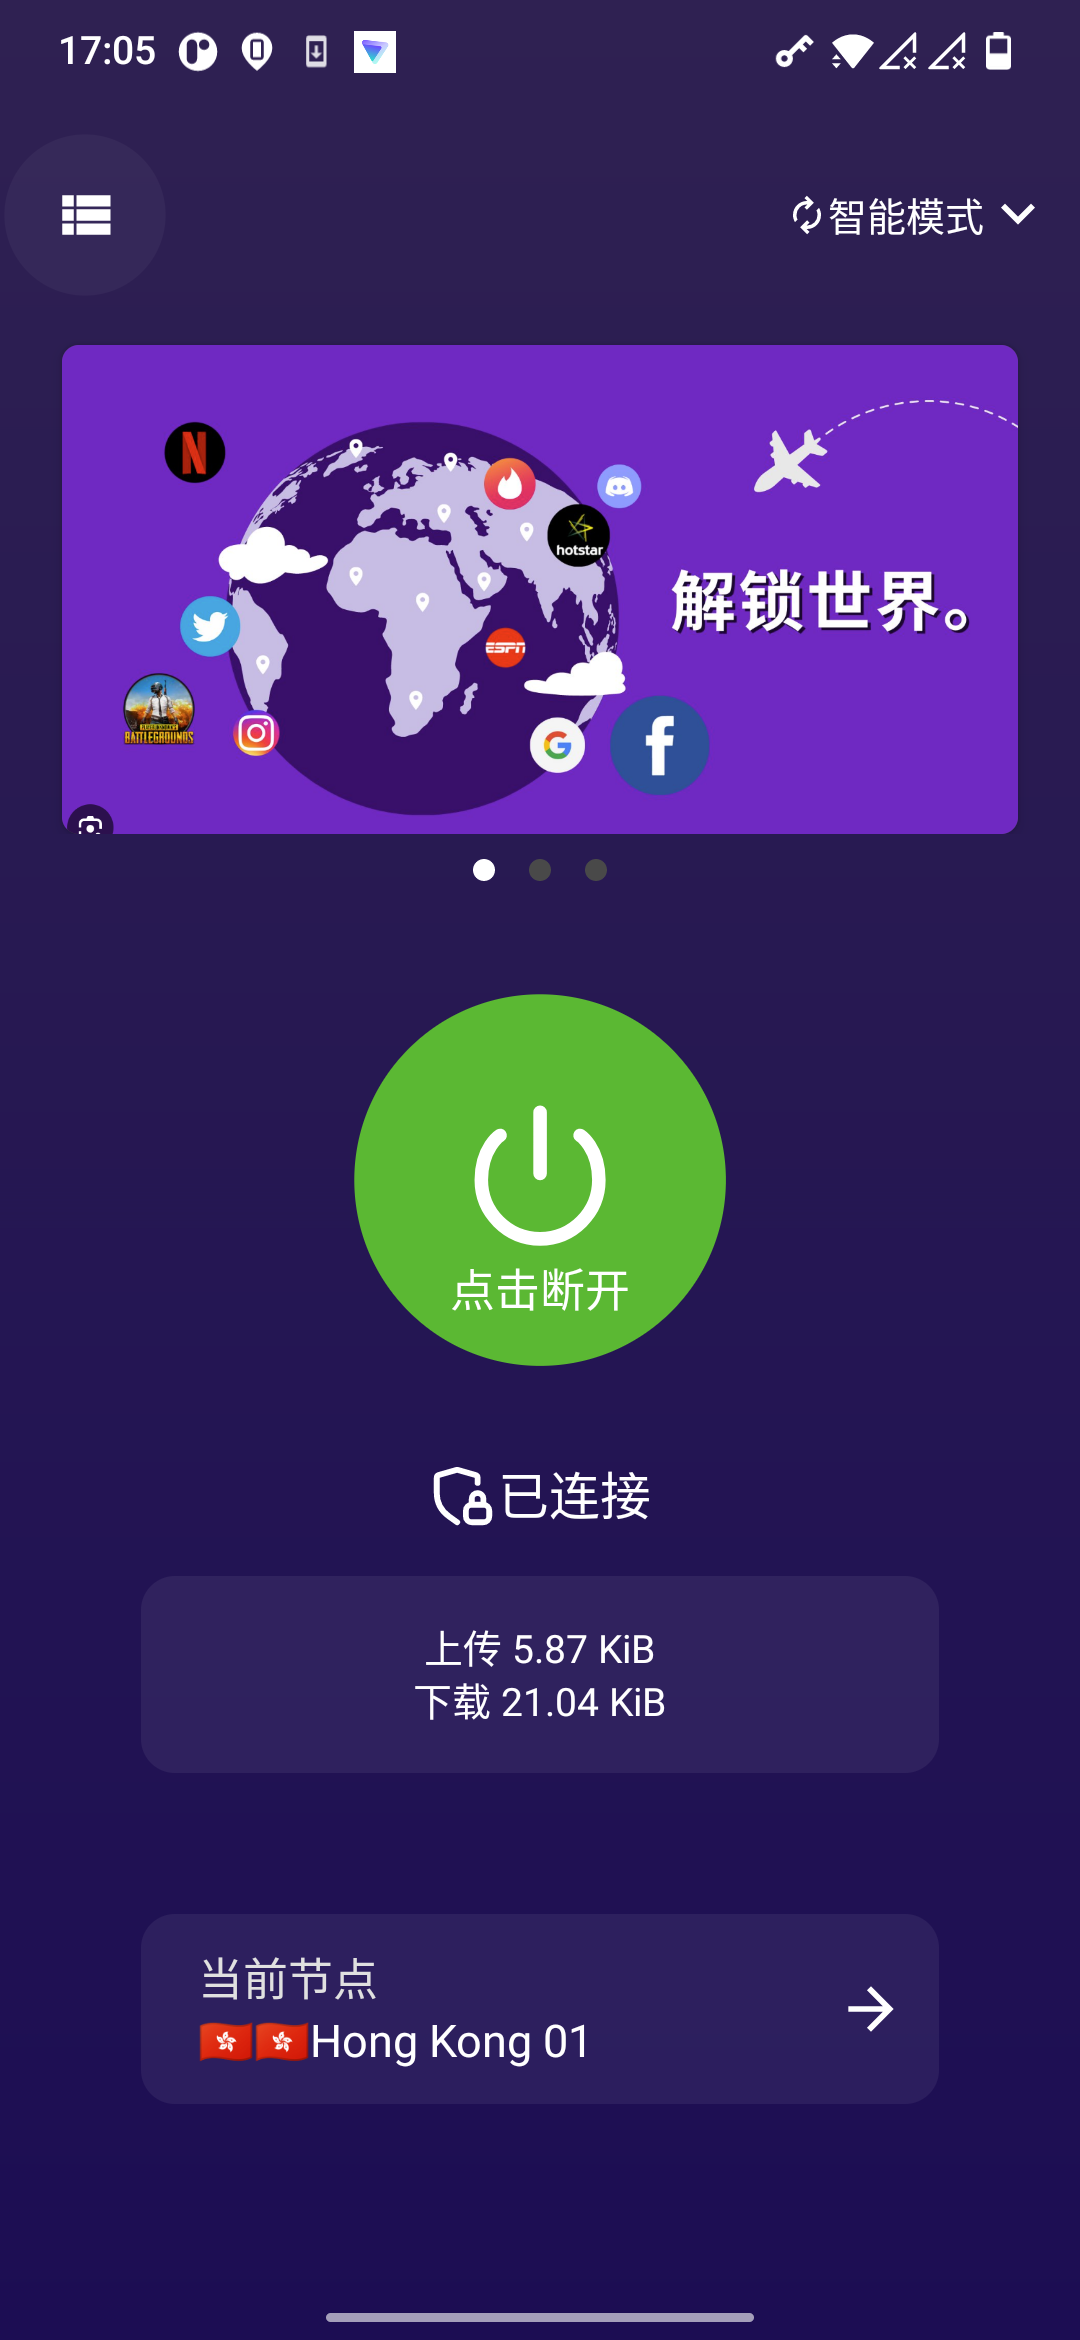 17:05
智能模式
hotstar
解锁世界。
ESPN
BATTLEGROUNDS
点击断开
已连接
上传 5.87 KiB
下载 21.04 KiB
当前节点
🇭🇰🇭🇰Hong Kong 01